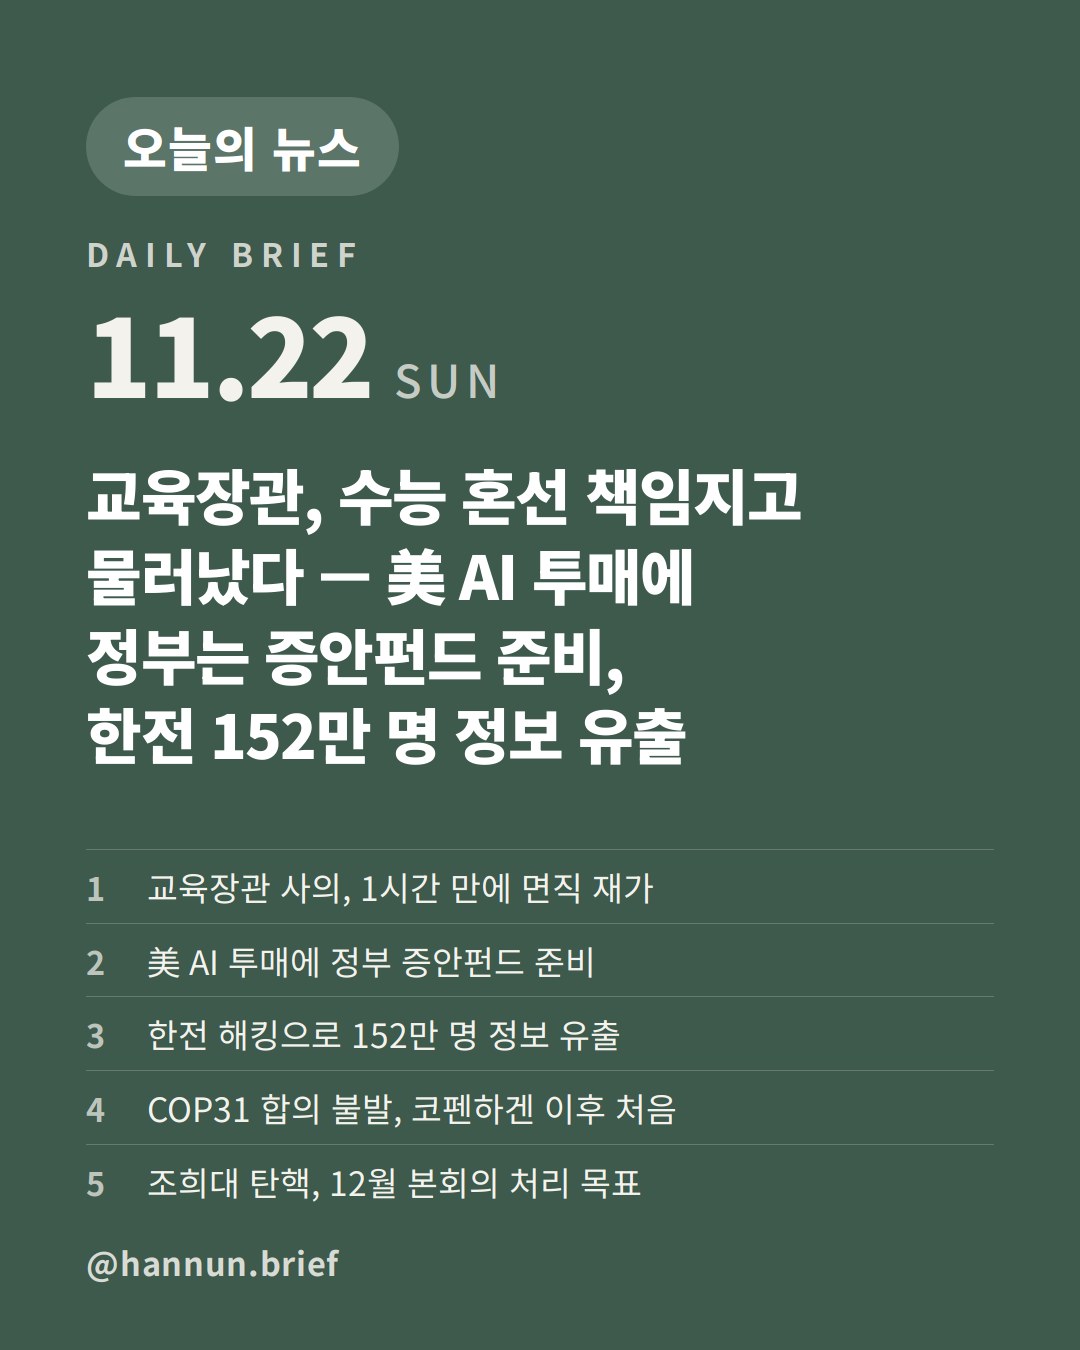 오늘의 뉴스
DAILY BRIEF
11.22 SUN
교육장관, 수능 혼선 책임지고
물러났다 — 美 AI 투매에
정부는 증안펀드 준비,
한전 152만 명 정보 유출
1 교육장관 사의, 1시간 만에 면직 재가
2 美 AI 투매에 정부 증안펀드 준비
3 한전 해킹으로 152만 명 정보 유출
4 COP31 합의 불발, 코펜하겐 이후 처음
5 조희대 탄핵, 12월 본회의 처리 목표
@hannun.brief